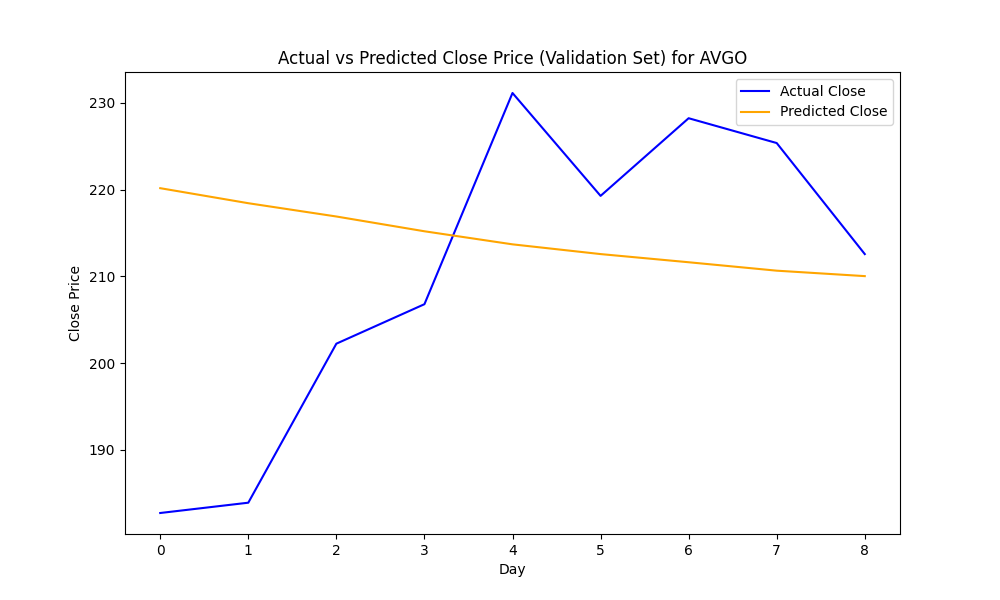 Actual vs Predicted Close Price (Validation Set) for AVGO
Actual Close
Predicted Close
230
220
210
200
190
Close Price
0 1 2 3 4 5 6 7 8
Day